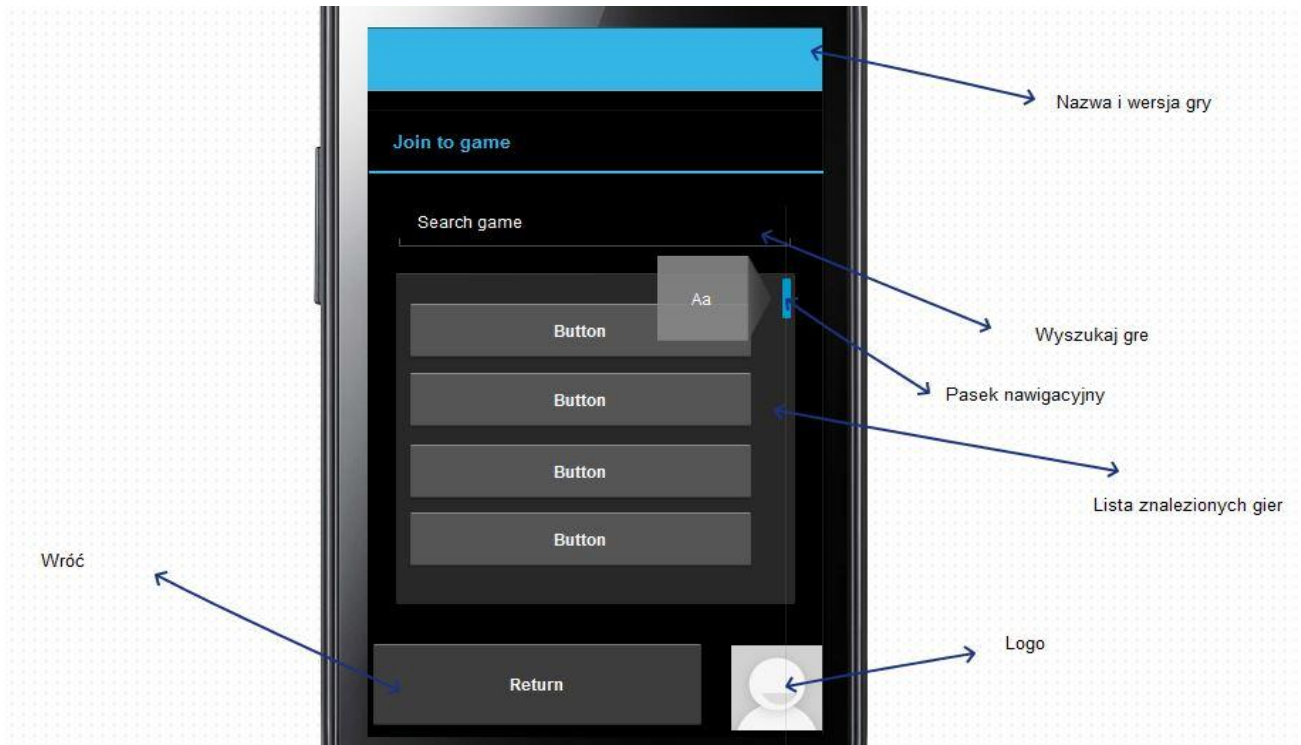 Nazwa i wersja gry
Join to game
Search game
Aa
Wyszukaj gre
Button
Pasek nawigacyjny
Button
Button
Lista znalezionych gier
Button
Wróć
Logo
Return